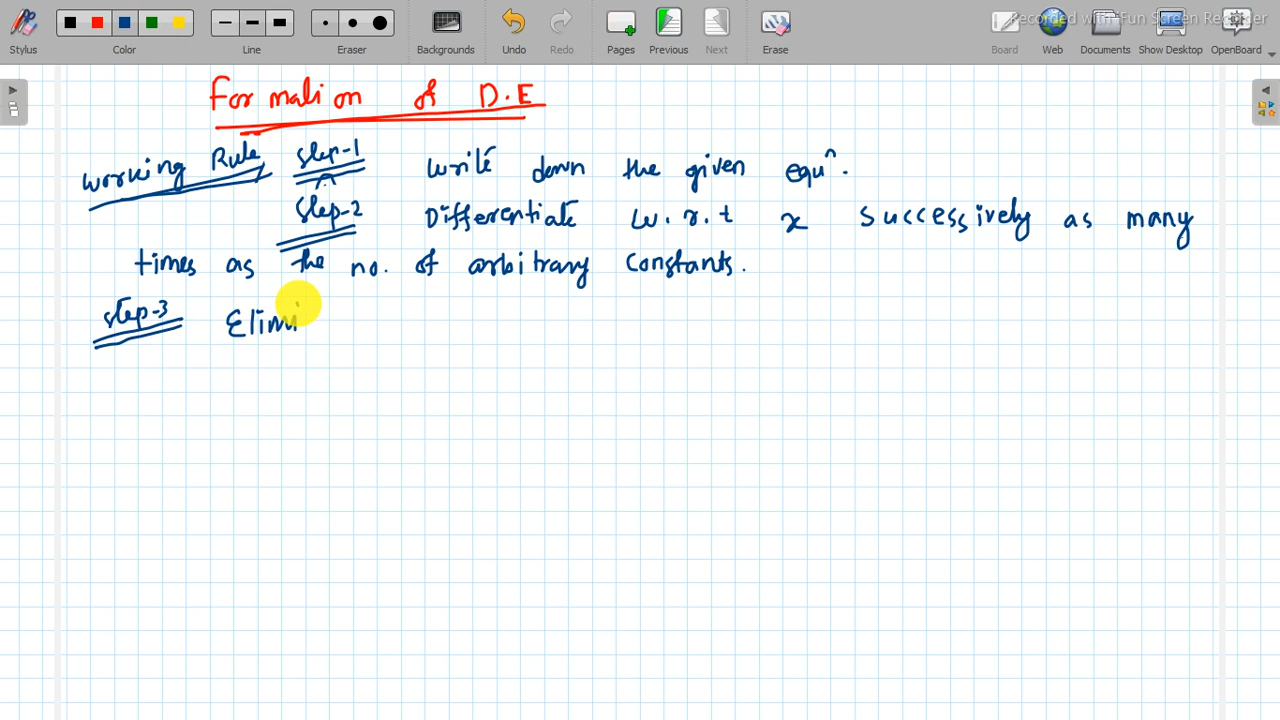 Recorded with Fun Screen Recorder
Stylus Color Line Eraser Backgrounds Undo Redo Pages Previous Next Erase Board Web Documents Show Desktop OpenBoard
Formation of D.E
Working Rule step-1 Write down the given equⁿ.
step-2 Differentiate w.r.t x successively as many
times as the no. of arbitrary constants.
step-3 Elimi